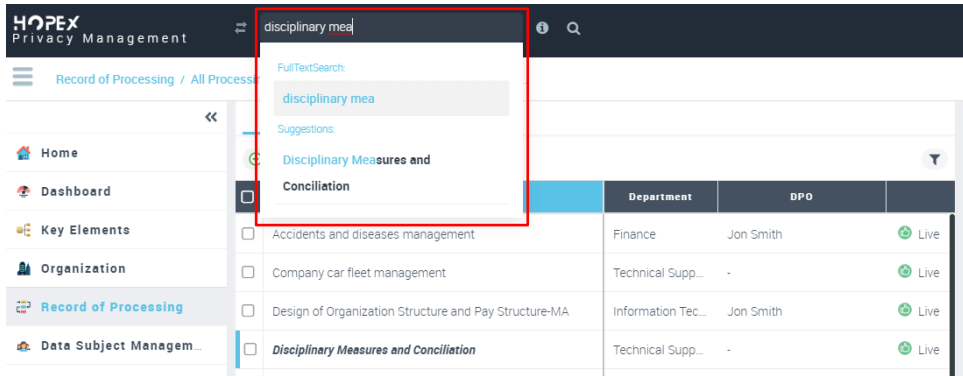 HOPEX
Privacy Management
disciplinary mea
Record of Processing / All Proc
FullTextSearch:
disciplinary mea
Suggestions:
Disciplinary Measures and
Conciliation
Home
Dashboard
Department DPO
Key Elements
Accidents and diseases management Finance Jon Smith Live
Organization
Company car fleet management Technical Supp... - Live
Record of Processing
Design of Organization Structure and Pay Structure-MA Information Tec... Jon Smith Live
Data Subject Managem...
Disciplinary Measures and Conciliation Technical Supp... - Live